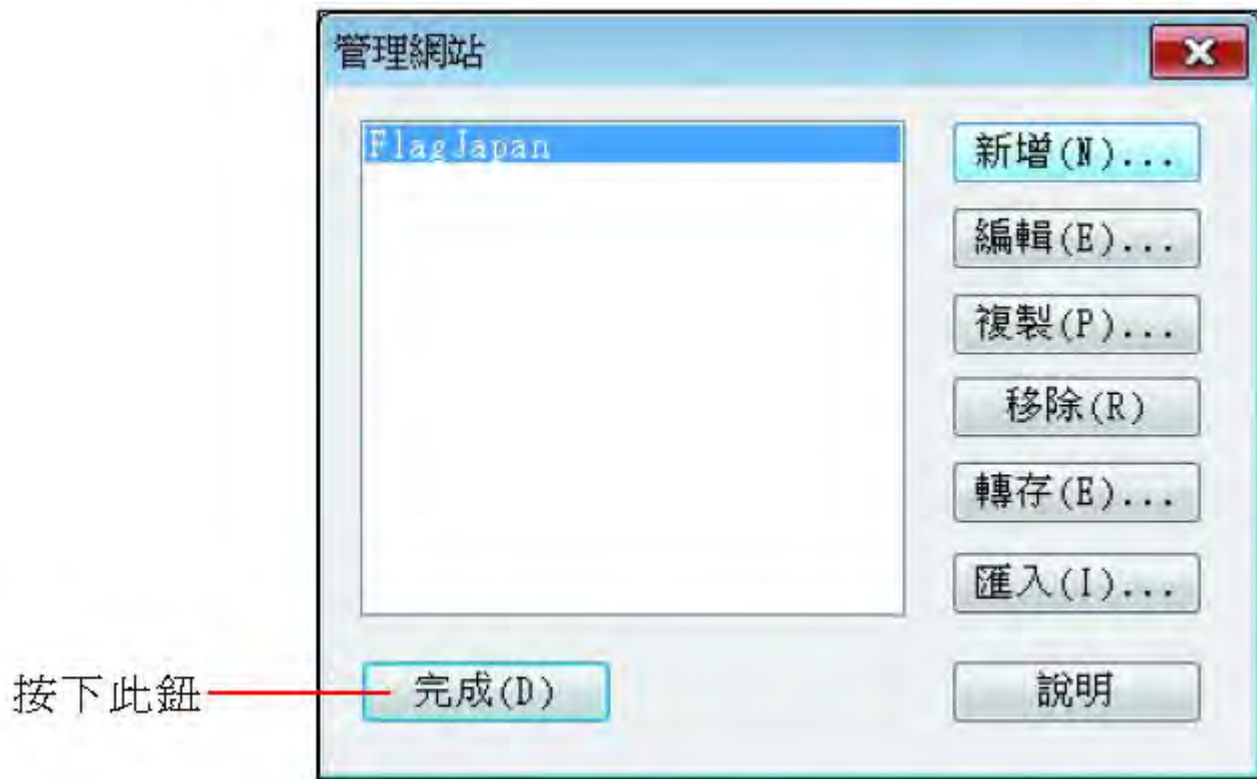 管理網站
FlagJapan
新增(N)...
編輯(E)...
複製(P)...
移除(R)
轉存(E)...
匯入(I)...
按下此鈕
完成(D)
說明